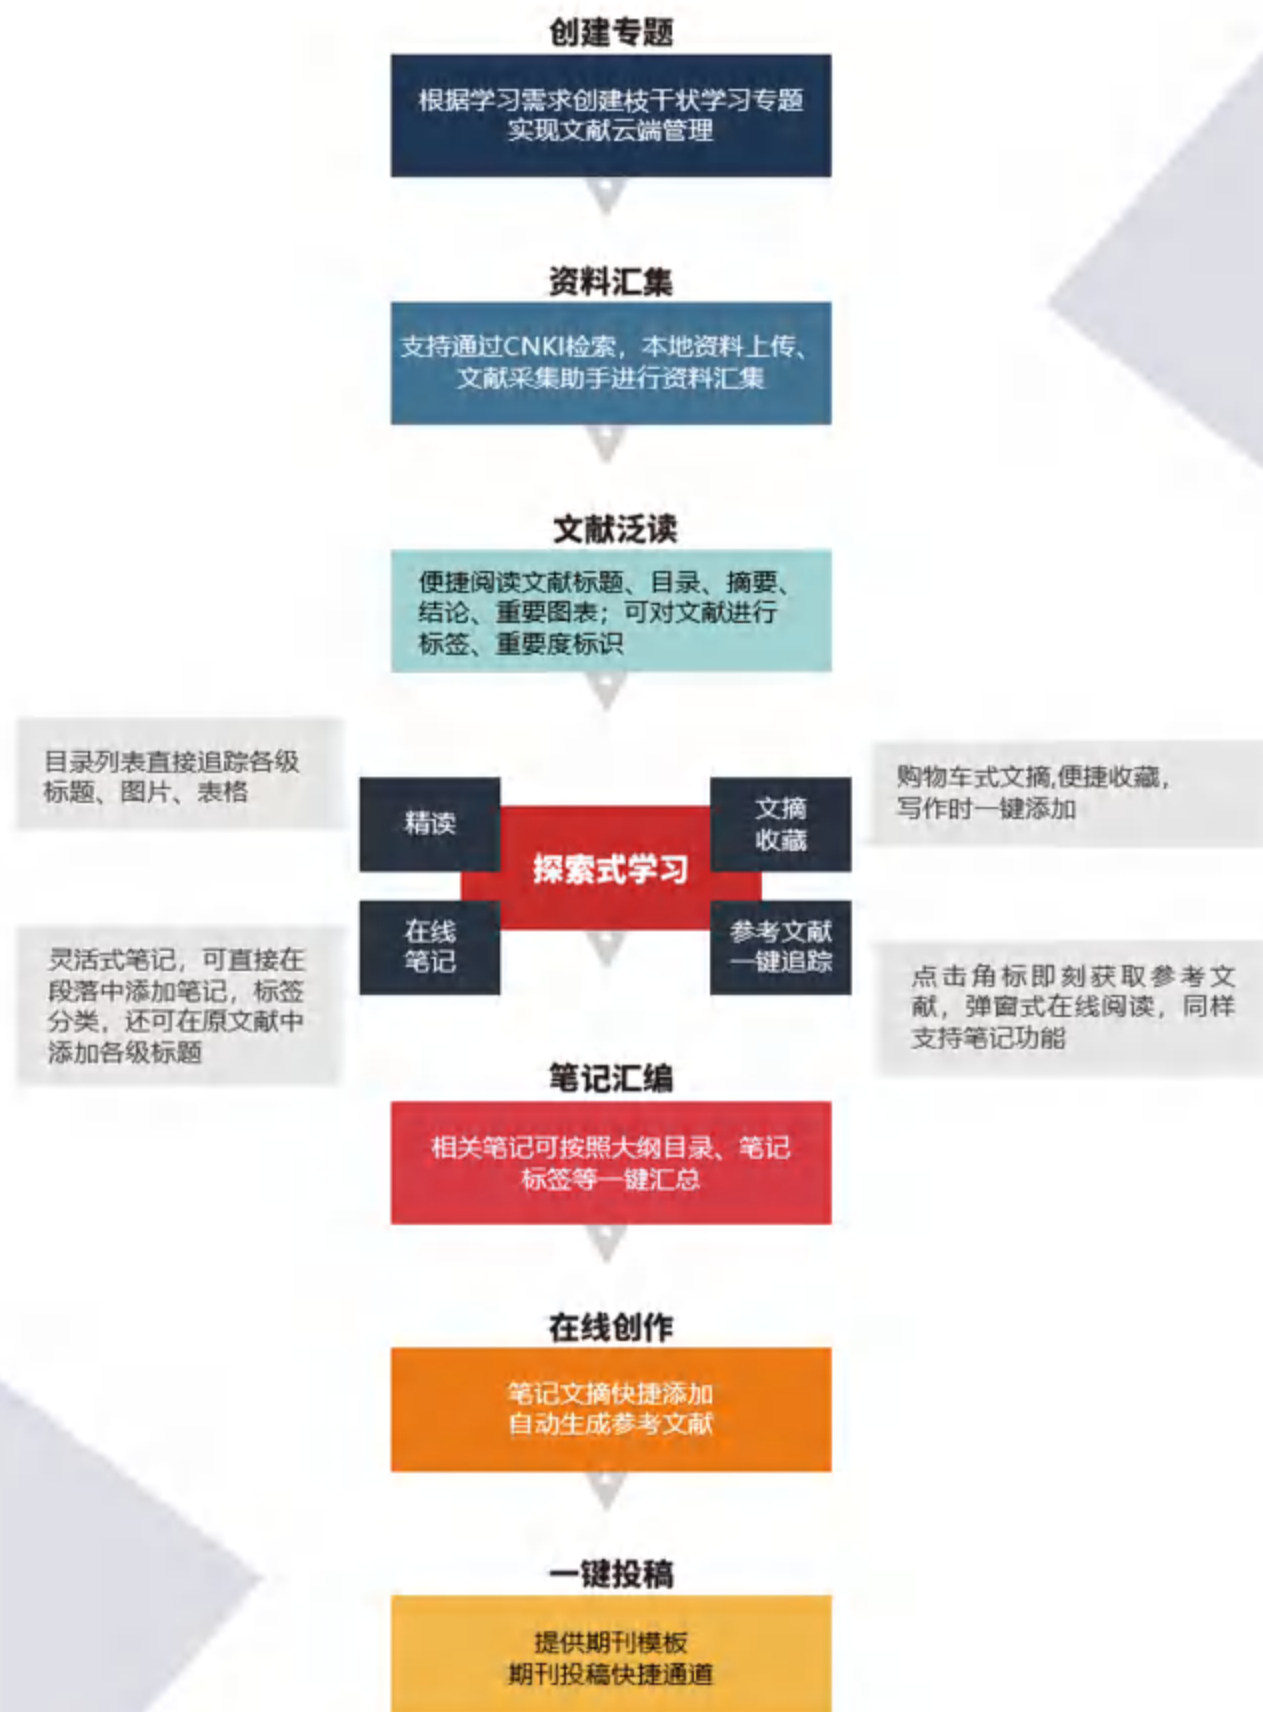 创建专题
根据学习需求创建枝干状学习专题
实现文献云端管理
资料汇集
支持通过CNKI检索，本地资料上传、
文献采集助手进行资料汇集
文献泛读
便捷阅读文献标题、目录、摘要、
结论、重要图表；可对文献进行
标签、重要度标识
目录列表直接追踪各级
标题、图片、表格
精读
探索式学习
文摘
收藏
购物车式文摘,便捷收藏，
写作时一键添加
灵活式笔记，可直接在
段落中添加笔记，标签
分类，还可在原文献中
添加各级标题
在线
笔记
参考文献
一键追踪
点击角标即刻获取参考文
献，弹窗式在线阅读，同样
支持笔记功能
笔记汇编
相关笔记可按照大纲目录、笔记
标签等一键汇总
在线创作
笔记文摘快捷添加
自动生成参考文献
一键投稿
提供期刊模板
期刊投稿快捷通道